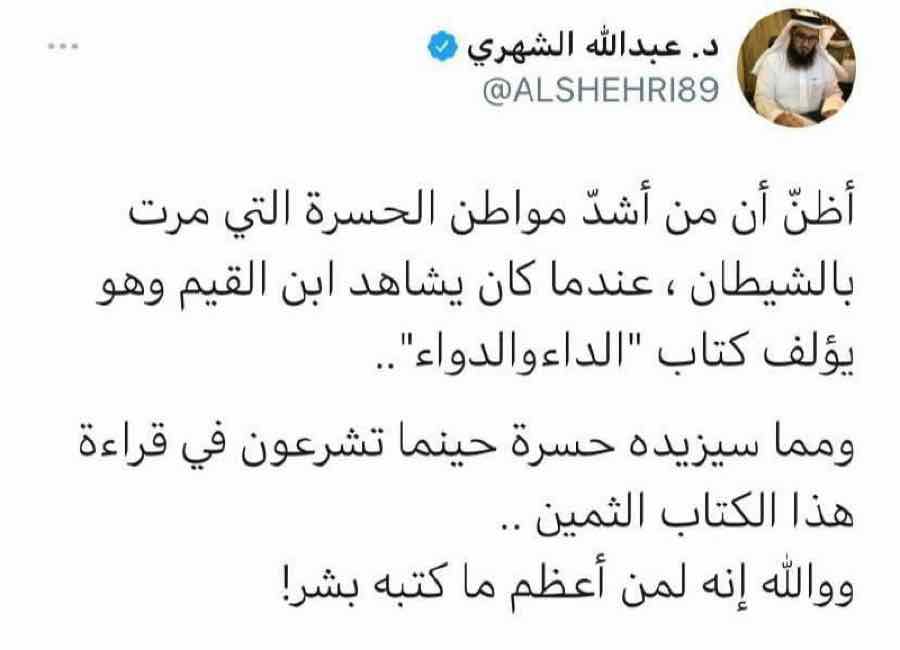 د. عبدالله الشهري
@ALSHEHRI89
أظنّ أن من أشدّ مواطن الحسرة التي مرت
بالشيطان ، عندما كان يشاهد ابن القيم وهو
يؤلف كتاب "الداءوالدواء"..
ومما سيزيده حسرة حينما تشرعون في قراءة
هذا الكتاب الثمين ..
ووالله إنه لمن أعظم ما كتبه بشر!